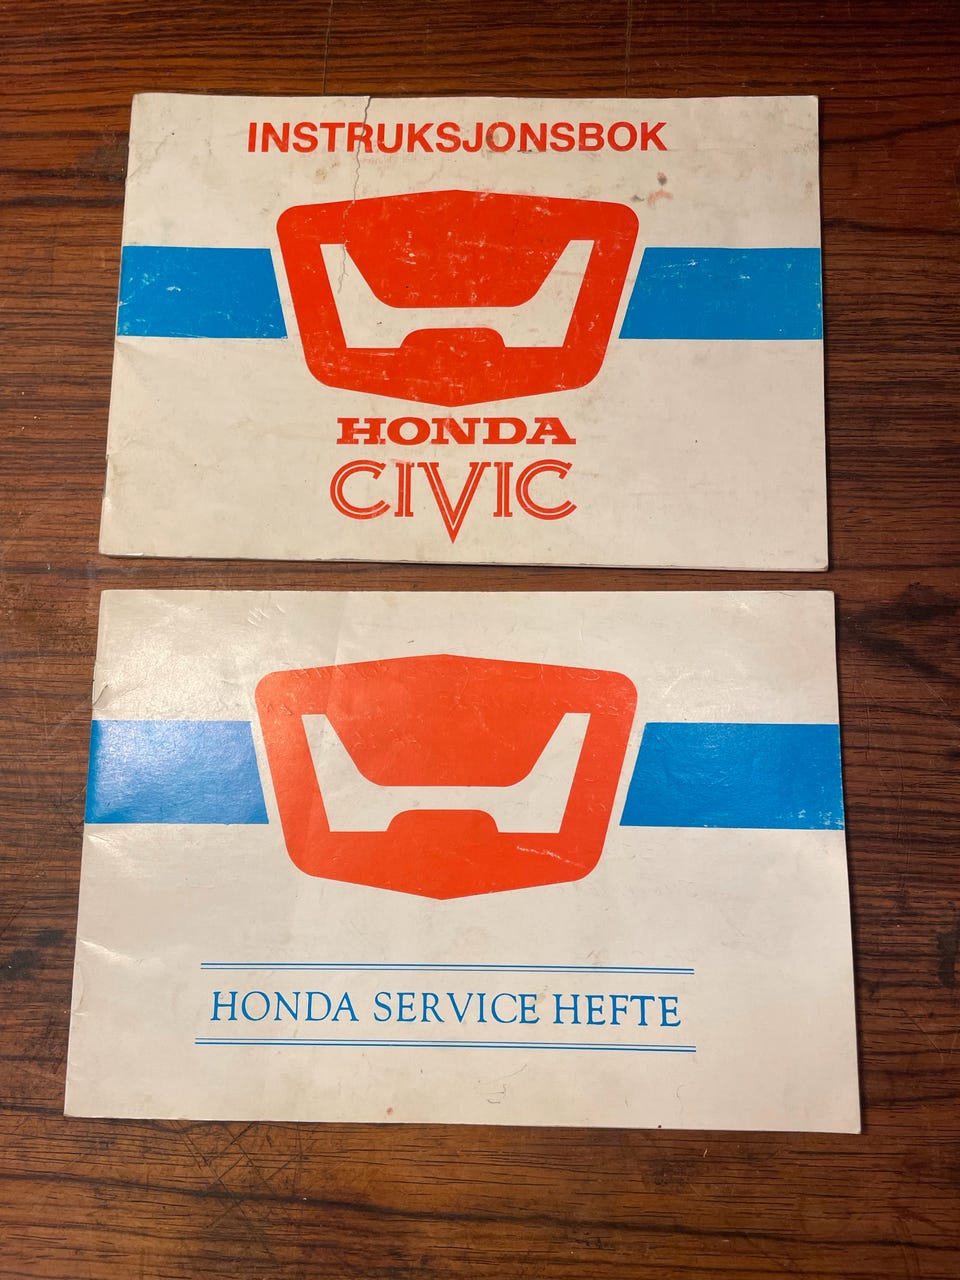 INSTRUKSJONSBOK
HONDA
CIVIC
HONDA SERVICE HEFTE